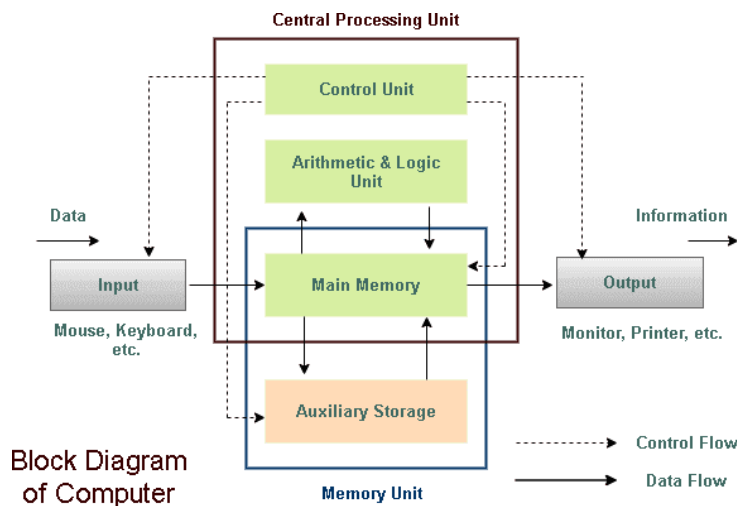 Central Processing Unit
Control Unit
Arithmetic & Logic
Unit
Data
Information
Input
Main Memory
Output
Mouse, Keyboard,
etc.
Monitor, Printer, etc.
Auxiliary Storage
Control Flow
Block Diagram
of Computer
Data Flow
Memory Unit